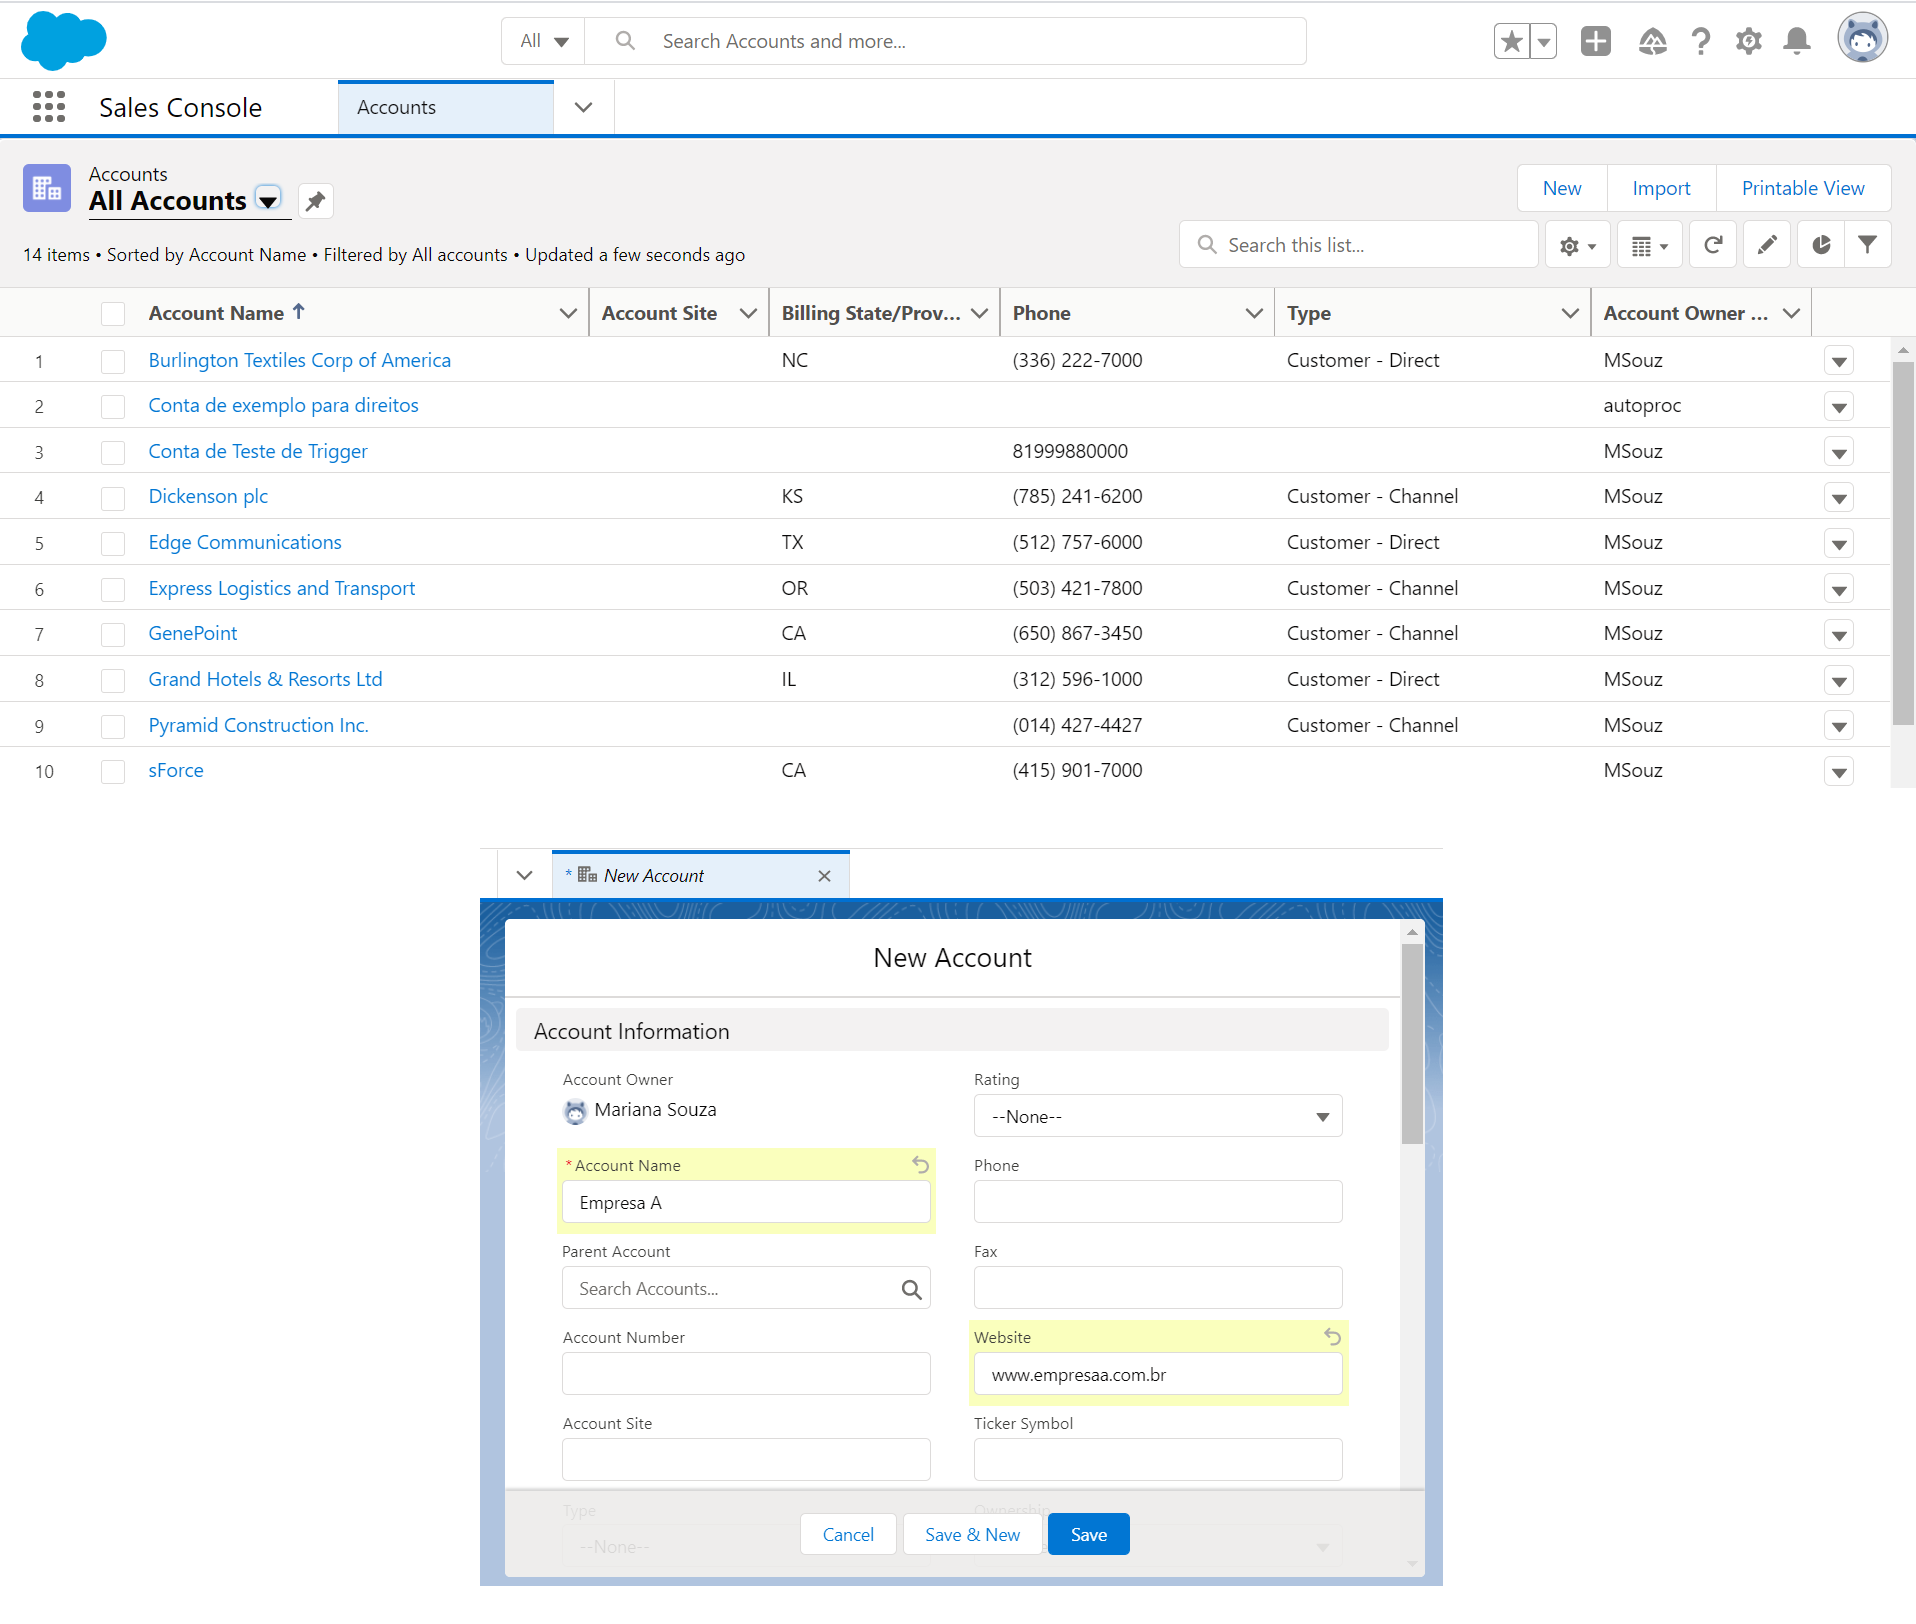 All
Search Accounts and more...
Sales Console
Accounts
Accounts
All Accounts
New
Import
Printable View
14 items • Sorted by Account Name • Filtered by All accounts • Updated a few seconds ago
Search this list...
Account Name
Account Site
Billing State/Prov...
Phone
Type
Account Owner ...
1 Burlington Textiles Corp of America NC (336) 222-7000 Customer - Direct MSouz
2 Conta de exemplo para direitos autoproc
3 Conta de Teste de Trigger 81999880000 MSouz
4 Dickenson plc KS (785) 241-6200 Customer - Channel MSouz
5 Edge Communications TX (512) 757-6000 Customer - Direct MSouz
6 Express Logistics and Transport OR (503) 421-7800 Customer - Channel MSouz
7 GenePoint CA (650) 867-3450 Customer - Channel MSouz
8 Grand Hotels & Resorts Ltd IL (312) 596-1000 Customer - Direct MSouz
9 Pyramid Construction Inc. (014) 427-4427 Customer - Channel MSouz
10 sForce CA (415) 901-7000 MSouz
* New Account
New Account
Account Information
Account Owner
Mariana Souza
Rating
--None--
* Account Name
Empresa A
Phone
Parent Account
Search Accounts...
Fax
Account Number
Website
www.empresaa.com.br
Account Site
Ticker Symbol
Type
--None--
Ownership
Cancel
Save & New
Save